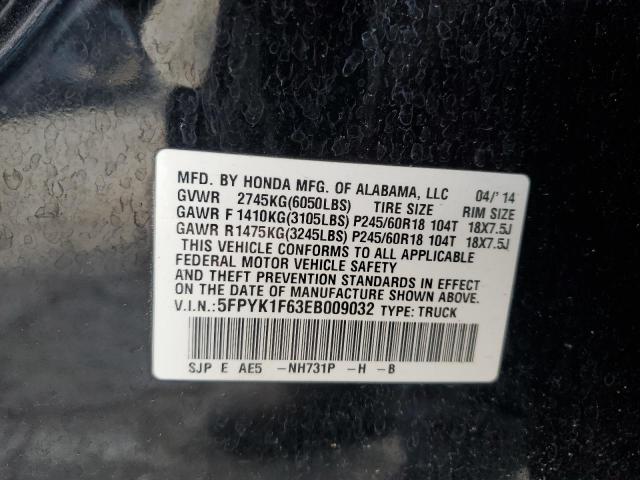 MFD. BY HONDA MFG. OF ALABAMA, LLC 04/'14
GVWR 2745KG(6050LBS) TIRE SIZE RIM SIZE
GAWR F 1410KG(3105LBS) P245/60R18 104T 18X7.5J
GAWR R1475KG(3245LBS) P245/60R18 104T 18X7.5J
THIS VEHICLE CONFORMS TO ALL APPLICABLE
FEDERAL MOTOR VEHICLE SAFETY
AND THEFT PREVENTION STANDARDS IN EFFECT
ON THE DATE OF MANUFACTURE SHOWN ABOVE.
V.I.N.:5FPYK1F63EB009032 TYPE:TRUCK
SJP E AE5 -NH731P -H -B